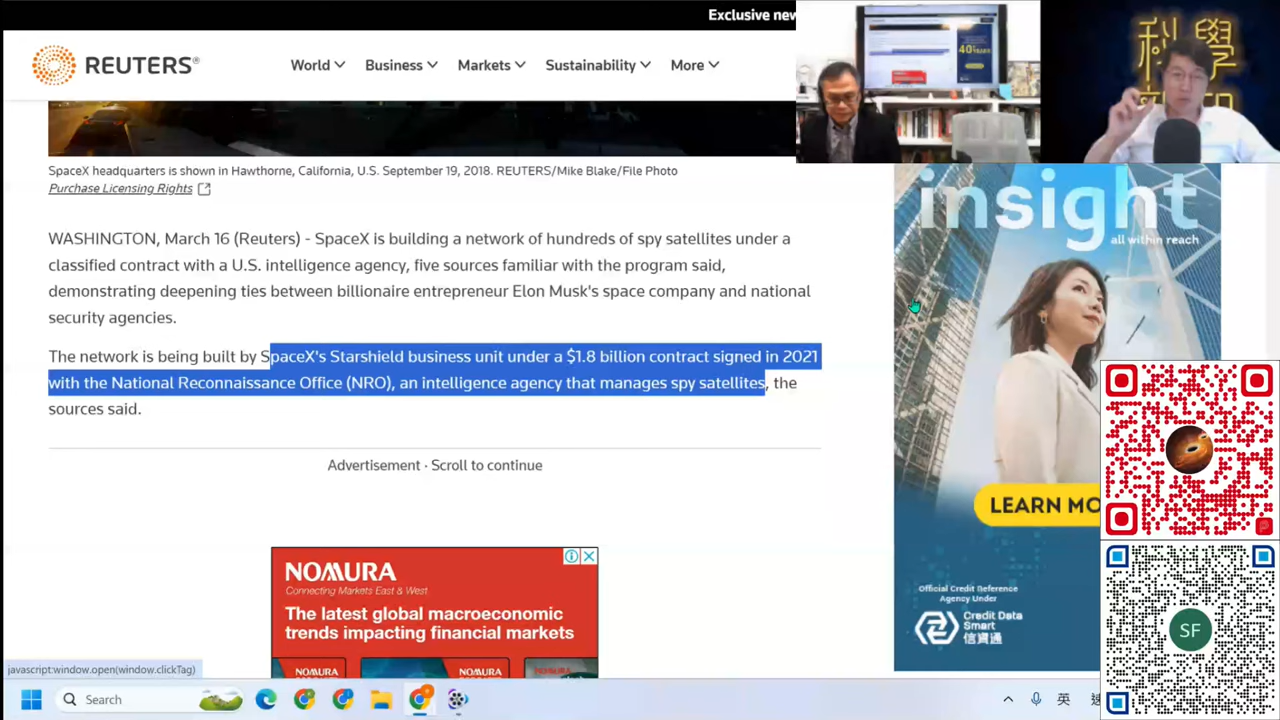 Exclusive new
REUTERS®
World
Business
Markets
Sustainability
More
科學
SpaceX headquarters is shown in Hawthorne, California, U.S. September 19, 2018. REUTERS/Mike Blake/File Photo
Purchase Licensing Rights
WASHINGTON, March 16 (Reuters) - SpaceX is building a network of hundreds of spy satellites under a
classified contract with a U.S. intelligence agency, five sources familiar with the program said,
demonstrating deepening ties between billionaire entrepreneur Elon Musk's space company and national
security agencies.
The network is being built by SpaceX's Starshield business unit under a $1.8 billion contract signed in 2021
with the National Reconnaissance Office (NRO), an intelligence agency that manages spy satellites, the
sources said.
Advertisement · Scroll to continue
NOMURA
Connecting Markets East & West
The latest global macroeconomic
trends impacting financial markets
NOMURA
NOMURA
insight
all within reach
LEARN MO
Official Credit Reference
Agency Under
Credit Data
Smart
信資通
SF
javascript:window.open(window.clickTag)
Search
英
速